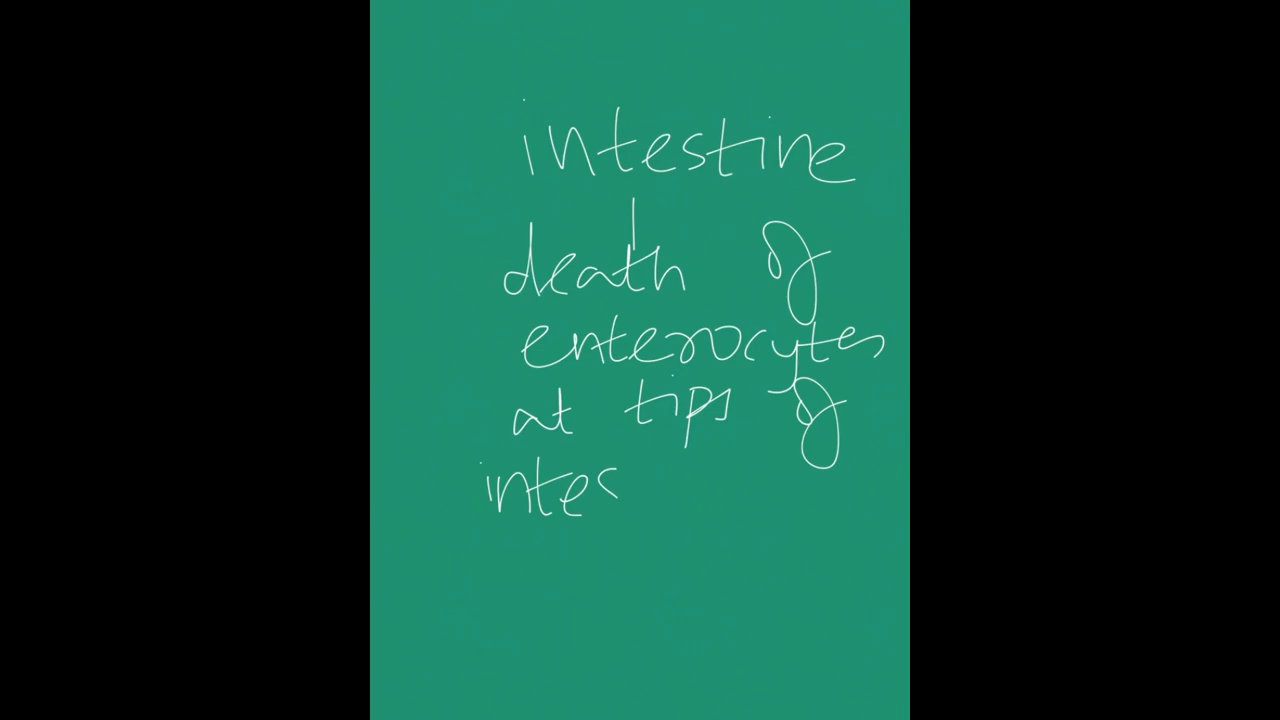 intestine
death of
enterocytes
at tips of
intes